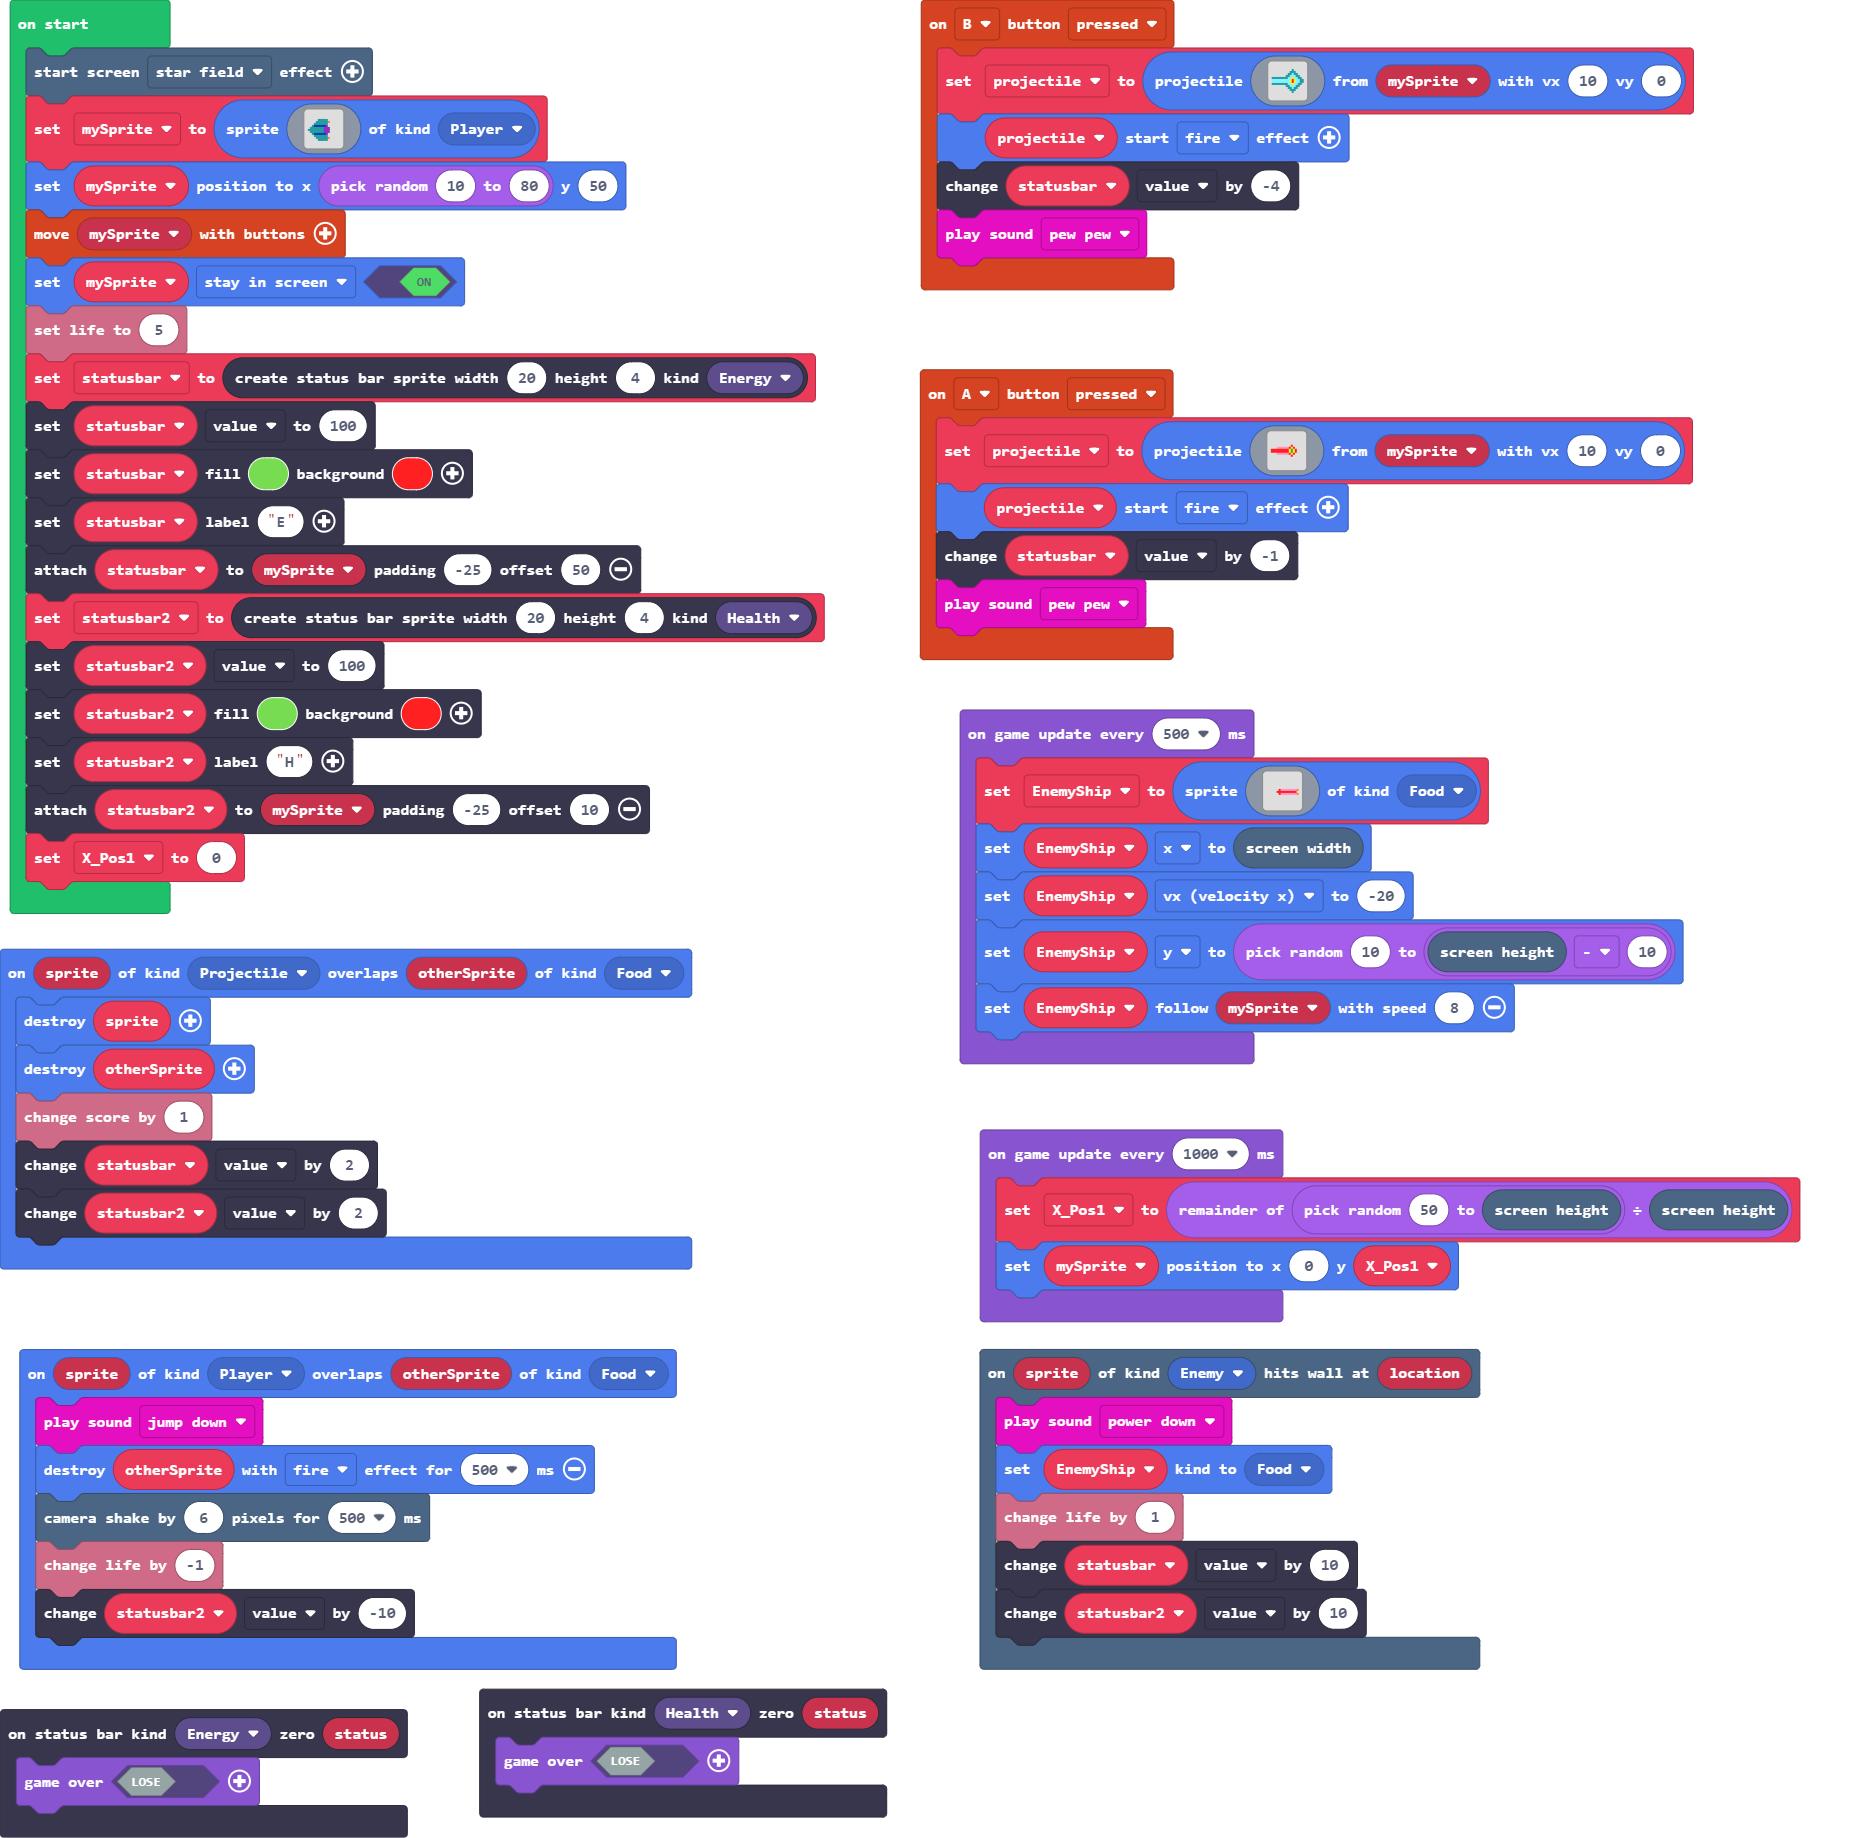 on start
start screen star field effect
set mySprite to sprite of kind Player
set mySprite position to x pick random 10 to 80 y 50
move mySprite with buttons
set mySprite stay in screen ON
set life to 5
set statusbar to create status bar sprite width 20 height 4 kind Energy
set statusbar value to 100
set statusbar fill background
set statusbar label "E"
attach statusbar to mySprite padding -25 offset 50
set statusbar2 to create status bar sprite width 20 height 4 kind Health
set statusbar2 value to 100
set statusbar2 fill background
set statusbar2 label "H"
attach statusbar2 to mySprite padding -25 offset 10
set X_Pos1 to 0
on sprite of kind Projectile overlaps otherSprite of kind Food
destroy sprite
destroy otherSprite
change score by 1
change statusbar value by 2
change statusbar2 value by 2
on sprite of kind Player overlaps otherSprite of kind Food
play sound jump down
destroy otherSprite with fire effect for 500 ms
camera shake by 6 pixels for 500 ms
change life by -1
change statusbar2 value by -10
on status bar kind Energy zero status
game over LOSE
on status bar kind Health zero status
game over LOSE
on B button pressed
set projectile to projectile from mySprite with vx 10 vy 0
projectile start fire effect
change statusbar value by -4
play sound pew pew
on A button pressed
set projectile to projectile from mySprite with vx 10 vy 0
projectile start fire effect
change statusbar value by -1
play sound pew pew
on game update every 500 ms
set EnemyShip to sprite of kind Food
set EnemyShip x to screen width
set EnemyShip vx (velocity x) to -20
set EnemyShip y to pick random 10 to screen height - 10
set EnemyShip follow mySprite with speed 8
on game update every 1000 ms
set X_Pos1 to remainder of pick random 50 to screen height ÷ screen height
set mySprite position to x 0 y X_Pos1
on sprite of kind Enemy hits wall at location
play sound power down
set EnemyShip kind to Food
change life by 1
change statusbar value by 10
change statusbar2 value by 10